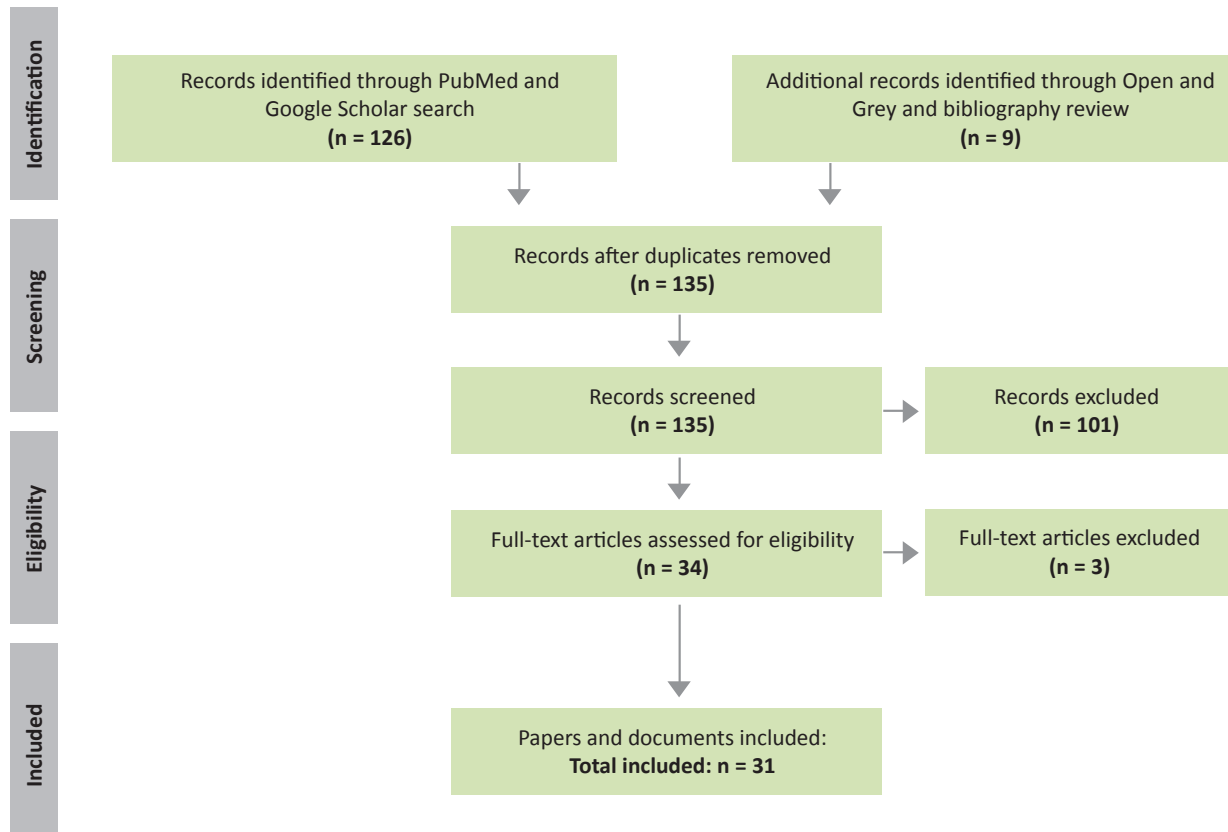 Identification
Records identified through PubMed and
Google Scholar search
(n = 126)
Additional records identified through Open and
Grey and bibliography review
(n = 9)
Screening
Records after duplicates removed
(n = 135)
Records screened
(n = 135)
Records excluded
(n = 101)
Eligibility
Full-text articles assessed for eligibility
(n = 34)
Full-text articles excluded
(n = 3)
Included
Papers and documents included:
Total included: n = 31